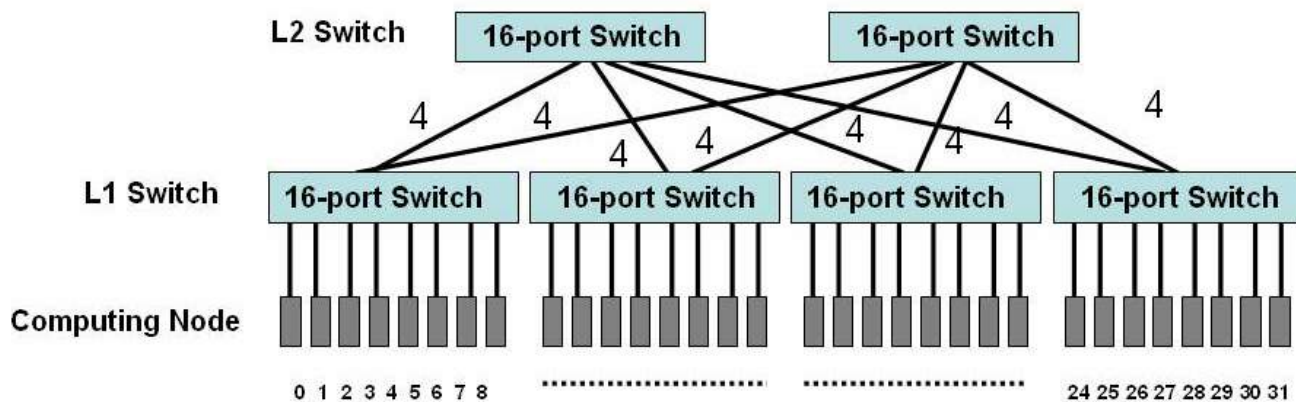 L2 Switch 16-port Switch 16-port Switch
4 4 4 4 4 4 4 4
L1 Switch 16-port Switch 16-port Switch 16-port Switch 16-port Switch
Computing Node
0 1 2 3 4 5 6 7 8 24 25 26 27 28 29 30 31